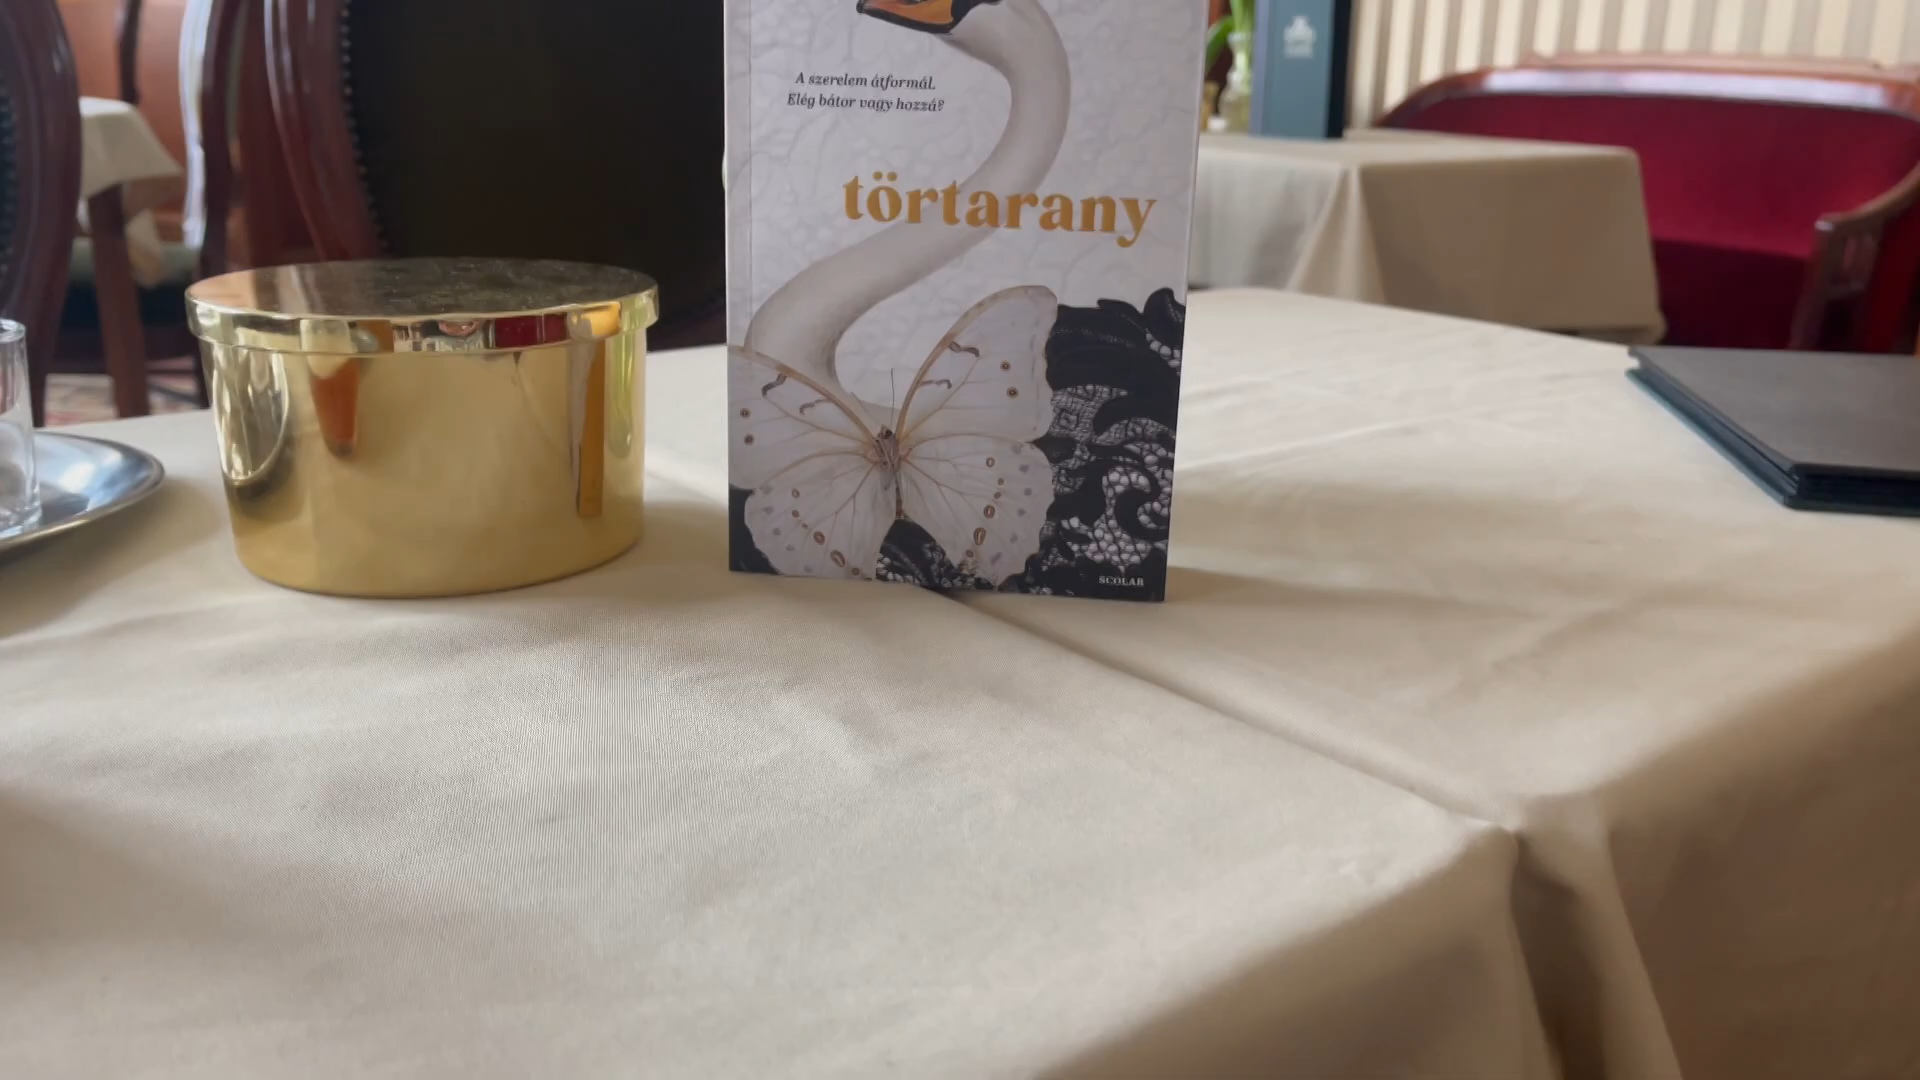 A szerelem átformál.
Elég bátor vagy hozzá?
törtarany
SCOLAR